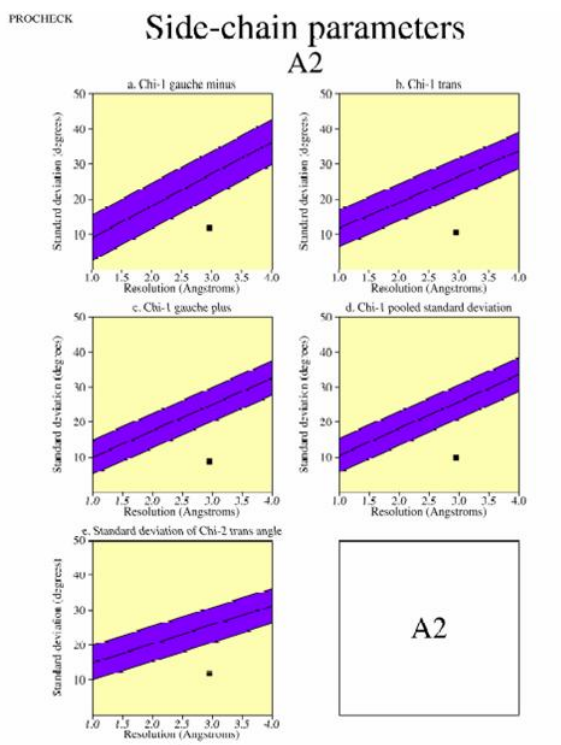 PROCHECK
Side-chain parameters
A2
a. Chi-1 gauche minus
b. Chi-1 trans
50
40
30
20
10
Standard deviation (degrees)
1.0 1.5 2.0 2.5 3.0 3.5 4.0
Resolution (Angstroms)
50
40
30
20
10
Standard deviation (degrees)
1.0 1.5 2.0 2.5 3.0 3.5 4.0
Resolution (Angstroms)
c. Chi-1 gauche plus
d. Chi-1 pooled standard deviation
50
40
30
20
10
Standard deviation (degrees)
1.0 1.5 2.0 2.5 3.0 3.5 4.0
Resolution (Angstroms)
50
40
30
20
10
Standard deviation (degrees)
1.0 1.5 2.0 2.5 3.0 3.5 4.0
Resolution (Angstroms)
e. Standard deviation of Chi-2 trans angle
50
40
30
20
10
Standard deviation (degrees)
1.0 1.5 2.0 2.5 3.0 3.5 4.0
Resolution (Angstroms)
A2